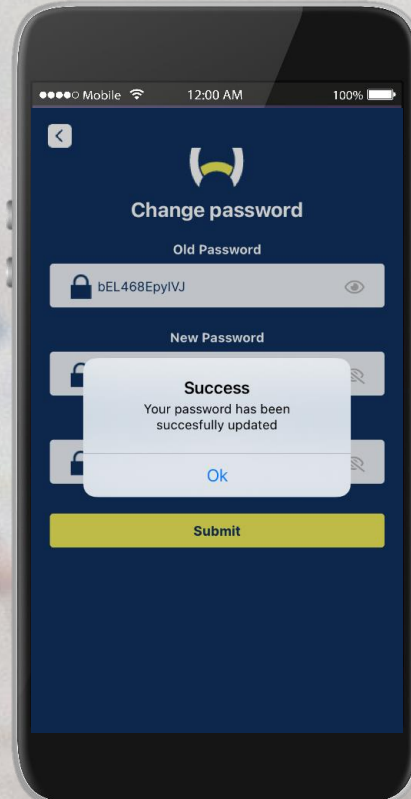 Mobile 12:00 AM 100%
Change password
Old Password
bEL468EpyIVJ
New Password
Success
Your password has been
succesfully updated
Ok
Submit